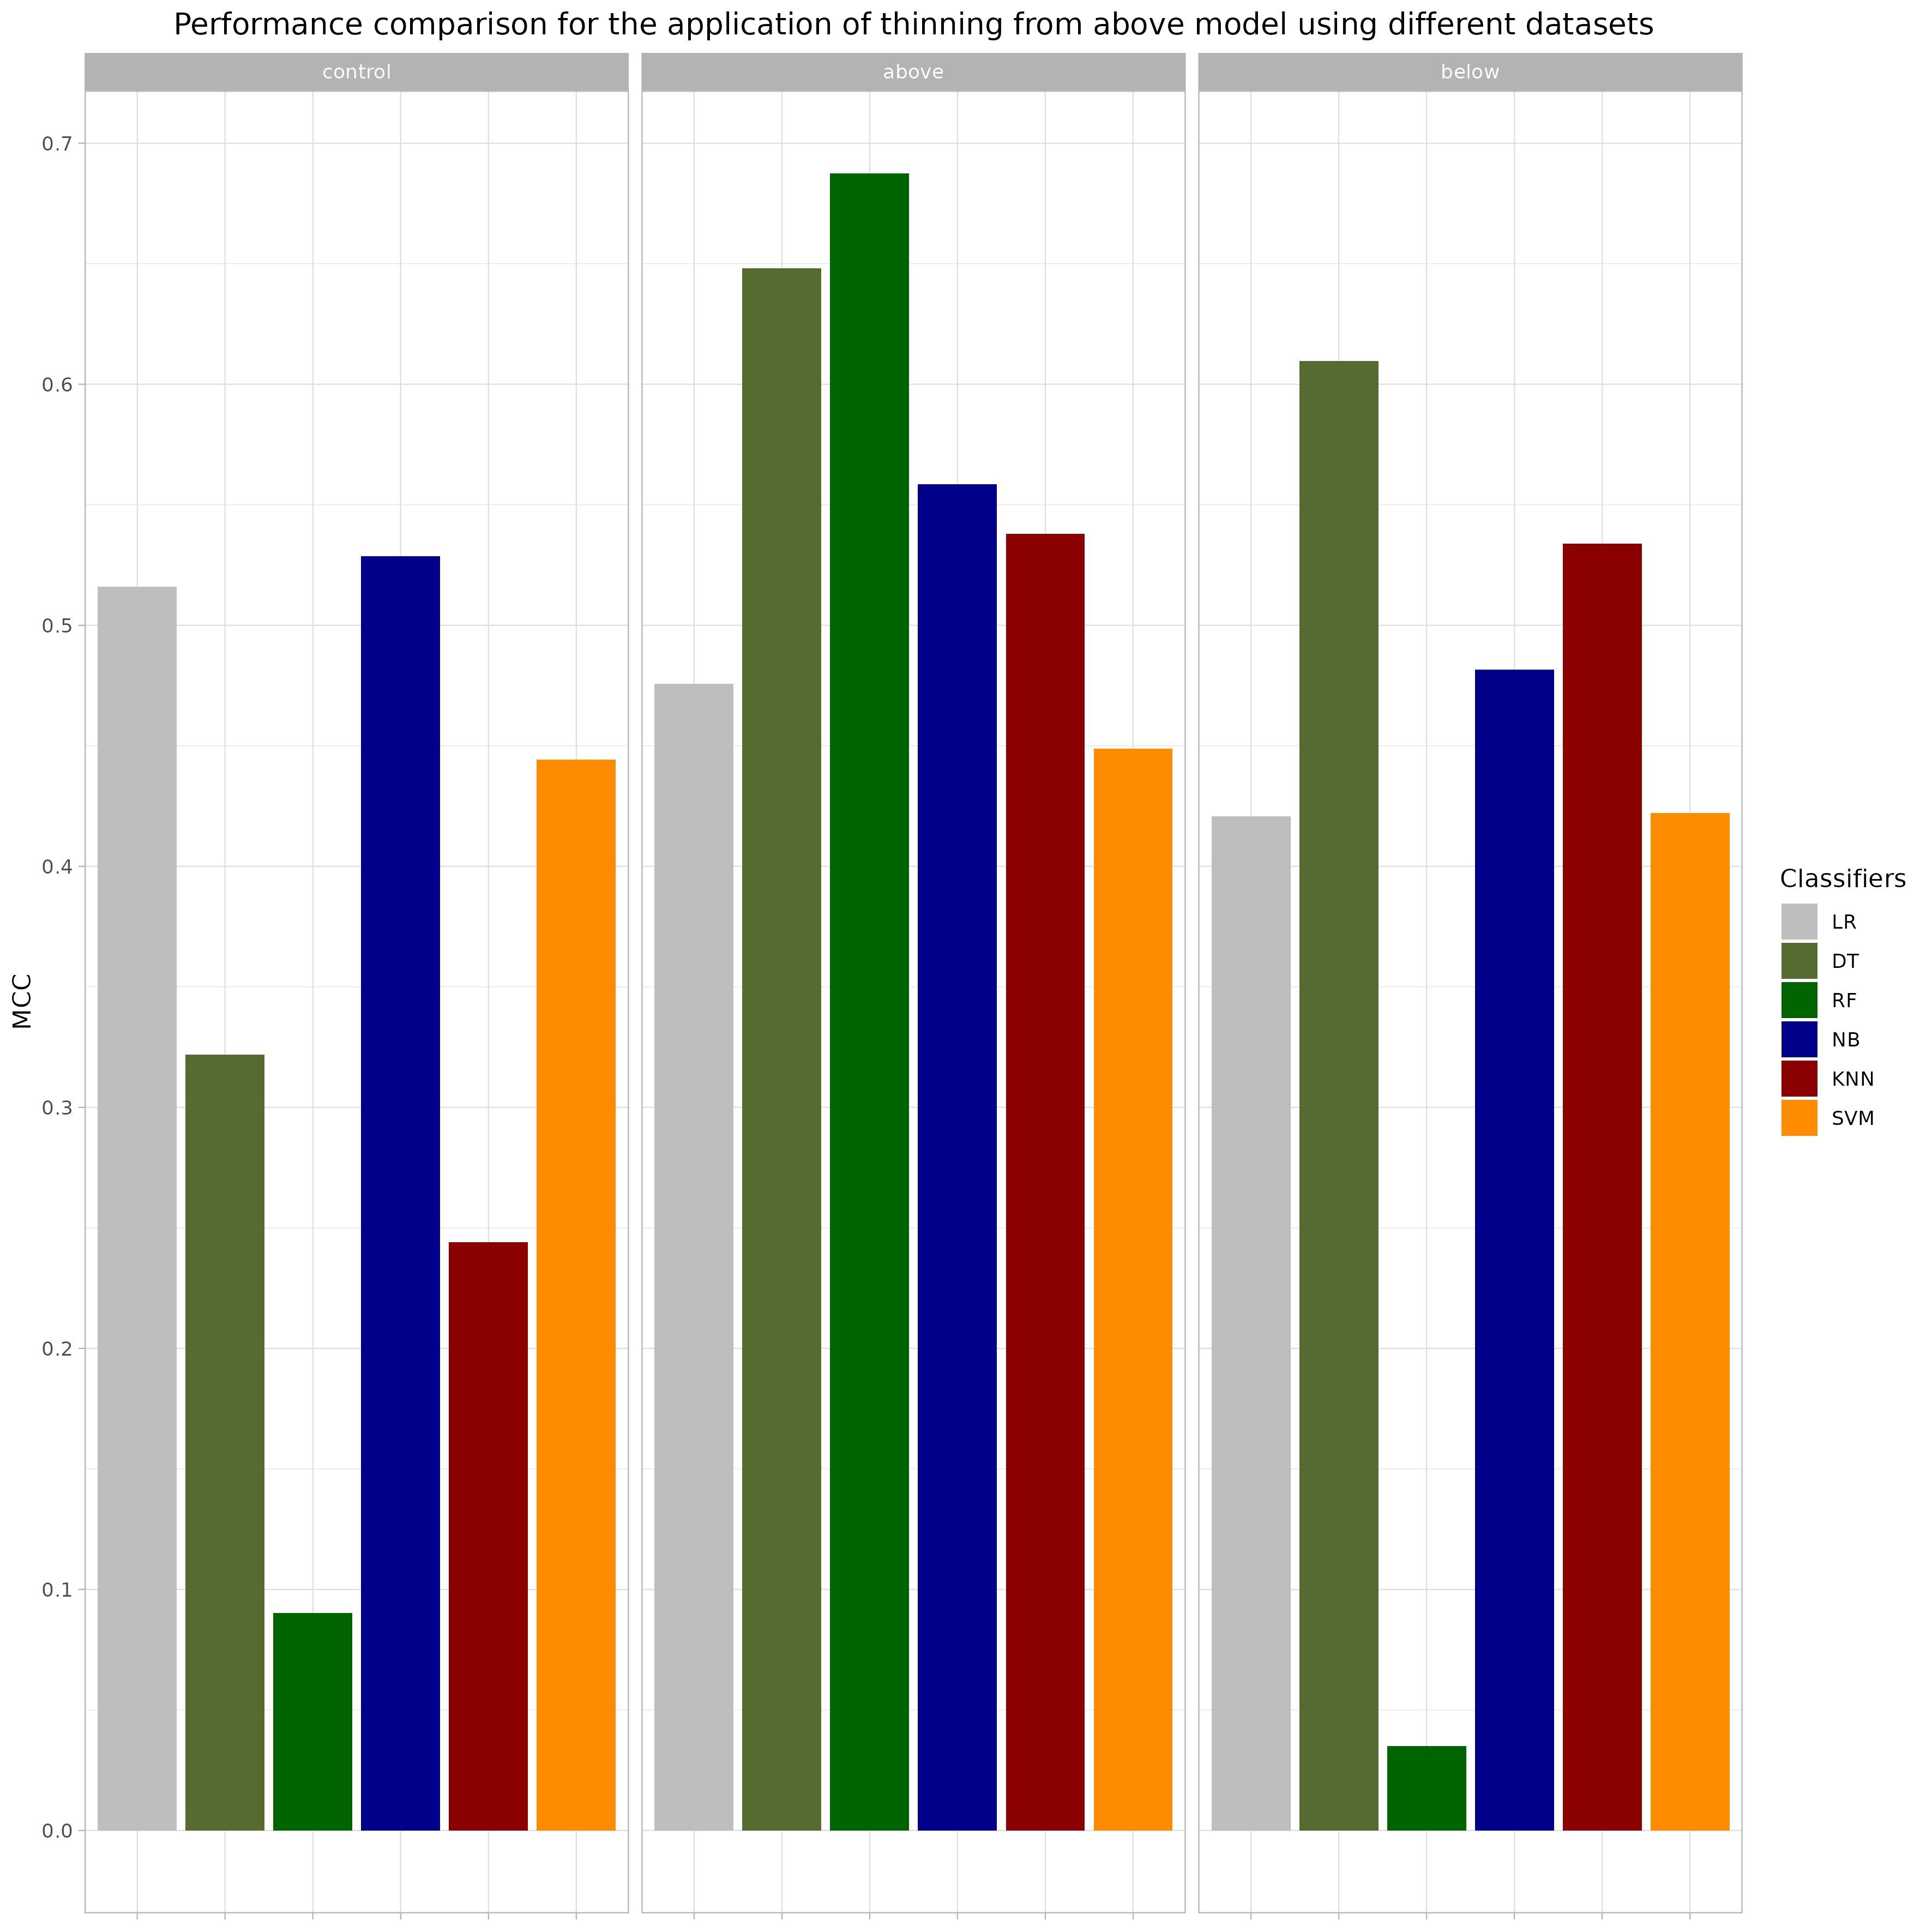 Performance comparison for the application of thinning from above model using different datasets
control
above
below
0.7
0.6
0.5
0.4
0.3
0.2
0.1
0.0
MCC
Classifiers
LR
DT
RF
NB
KNN
SVM